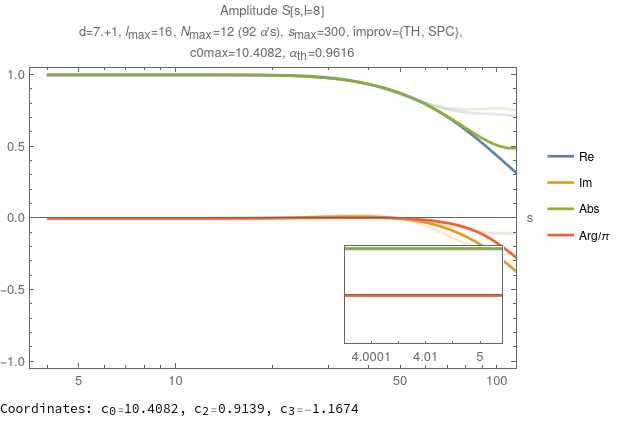 Amplitude S[s,l=8]
d=7.+1, lmax=16, Nmax=12 (92 α's), smax=300, improv={TH, SPC},
c0max=10.4082, αth=0.9616
1.0
0.5
0.0
-0.5
-1.0
s
5
10
50
100
4.0001
4.01
5
Re
Im
Abs
Arg/π
Coordinates: c0=10.4082, c2=0.9139, c3=-1.1674